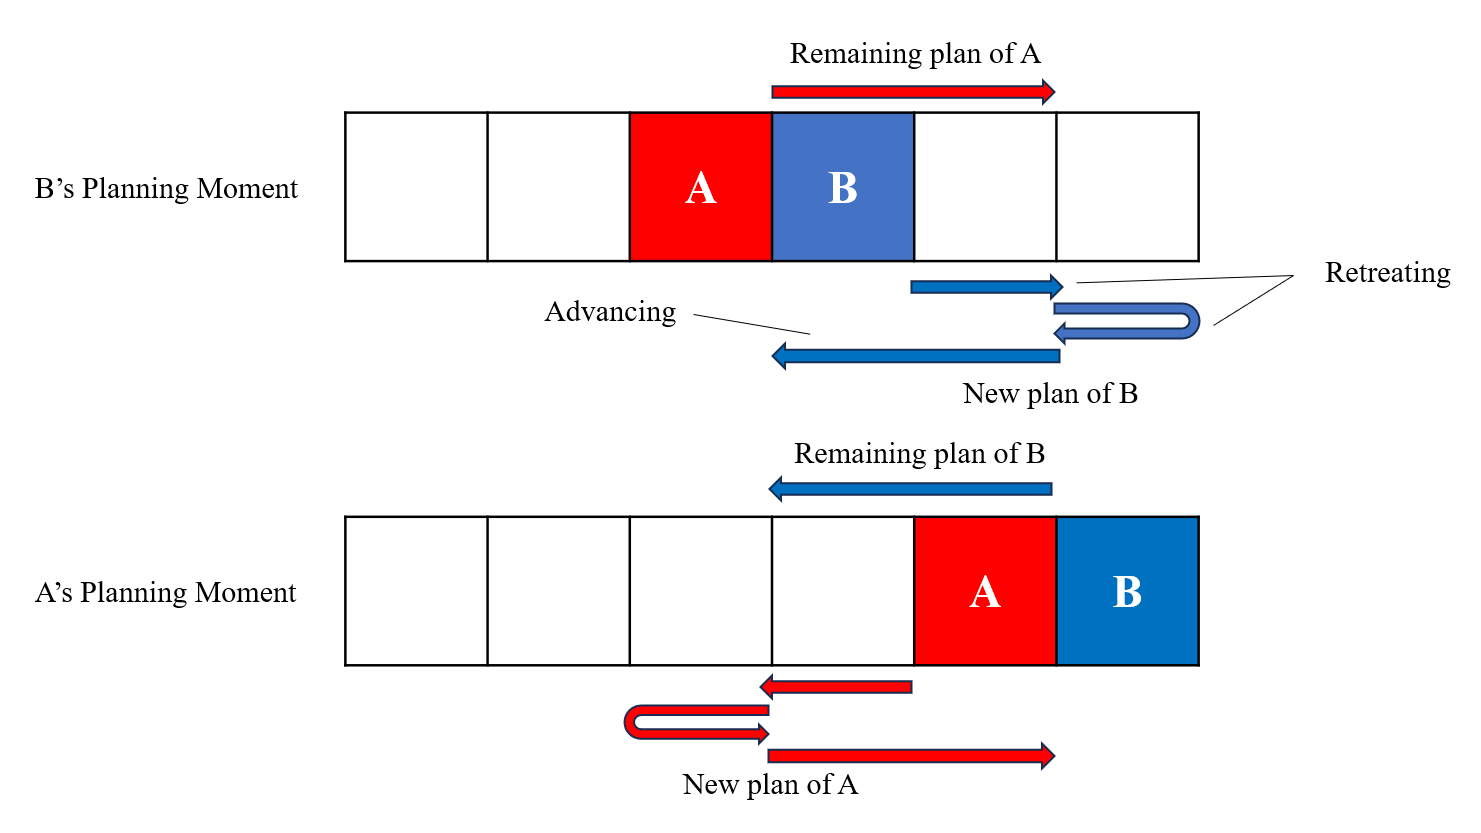 Remaining plan of A
B’s Planning Moment
A
B
Retreating
Advancing
New plan of B
Remaining plan of B
A’s Planning Moment
A
B
New plan of A